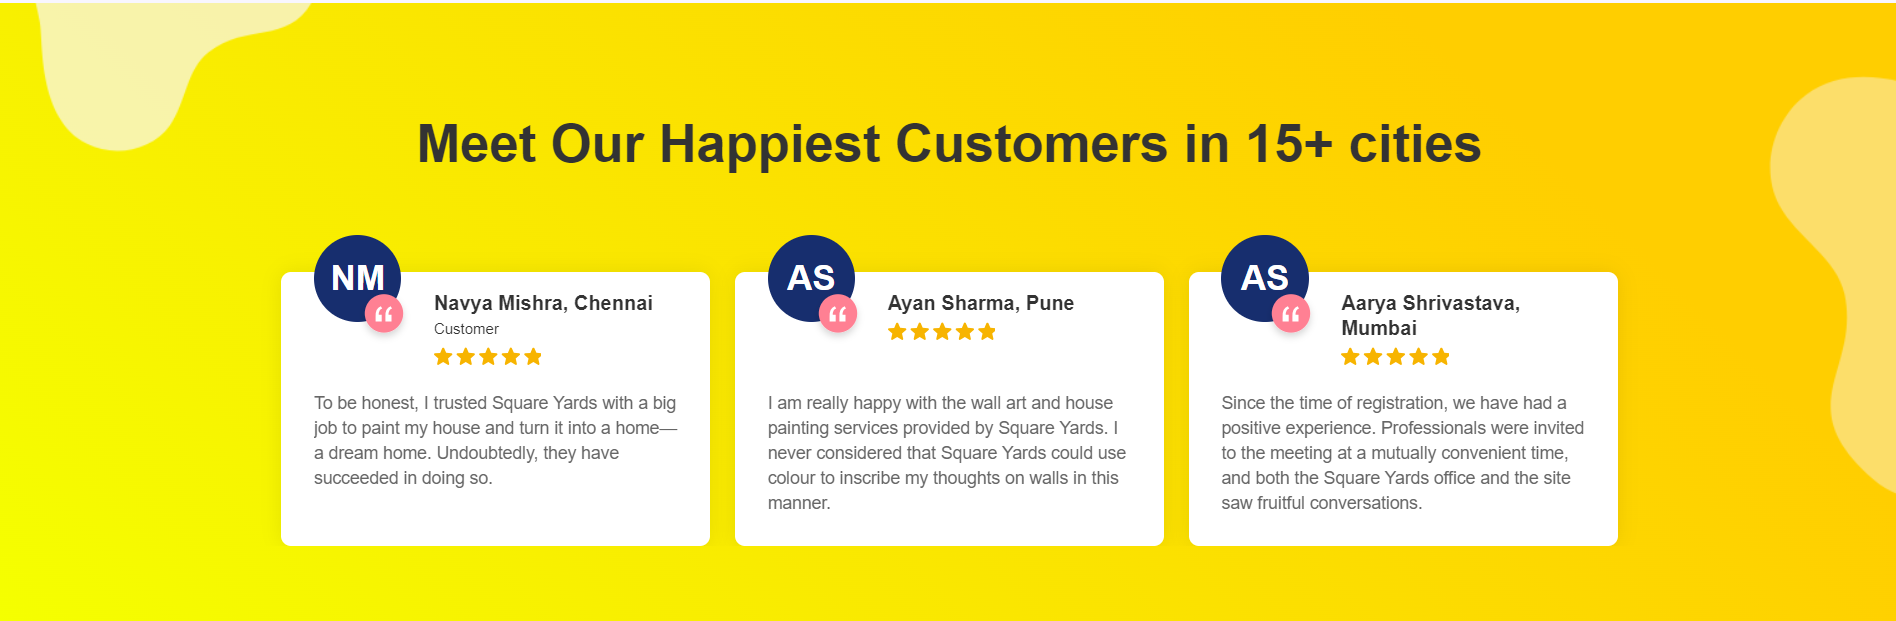 Meet Our Happiest Customers in 15+ cities
NM
Navya Mishra, Chennai
Customer
To be honest, I trusted Square Yards with a big
job to paint my house and turn it into a home—
a dream home. Undoubtedly, they have
succeeded in doing so.
AS
Ayan Sharma, Pune
I am really happy with the wall art and house
painting services provided by Square Yards. I
never considered that Square Yards could use
colour to inscribe my thoughts on walls in this
manner.
AS
Aarya Shrivastava,
Mumbai
Since the time of registration, we have had a
positive experience. Professionals were invited
to the meeting at a mutually convenient time,
and both the Square Yards office and the site
saw fruitful conversations.